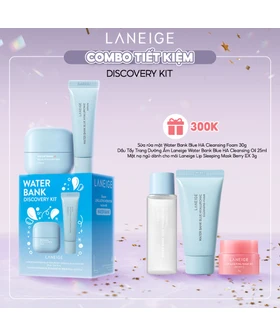 LANEIGE
COMBO TIẾT KIỆM
DISCOVERY KIT
300K
Sữa rửa mặt Water Bank Blue HA Cleansing Foam 30g
Dầu Tẩy Trang Dưỡng Ẩm Laneige Water Bank Blue HA Cleansing Oil 25ml
Mặt nạ ngủ dành cho môi Laneige Lip Sleeping Mask Berry EX 3g
WATER
BANK
DISCOVERY KIT
LANEIGE